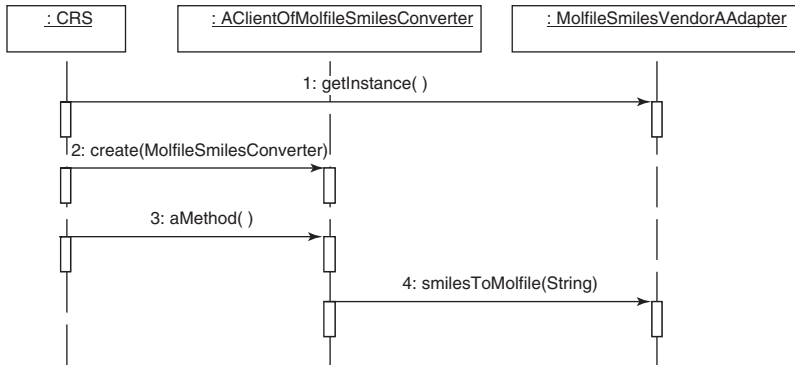 : CRS
: AClientOfMolfileSmilesConverter
: MolfileSmilesVendorAAdapter
1: getInstance( )
2: create(MolfileSmilesConverter)
3: aMethod( )
4: smilesToMolfile(String)